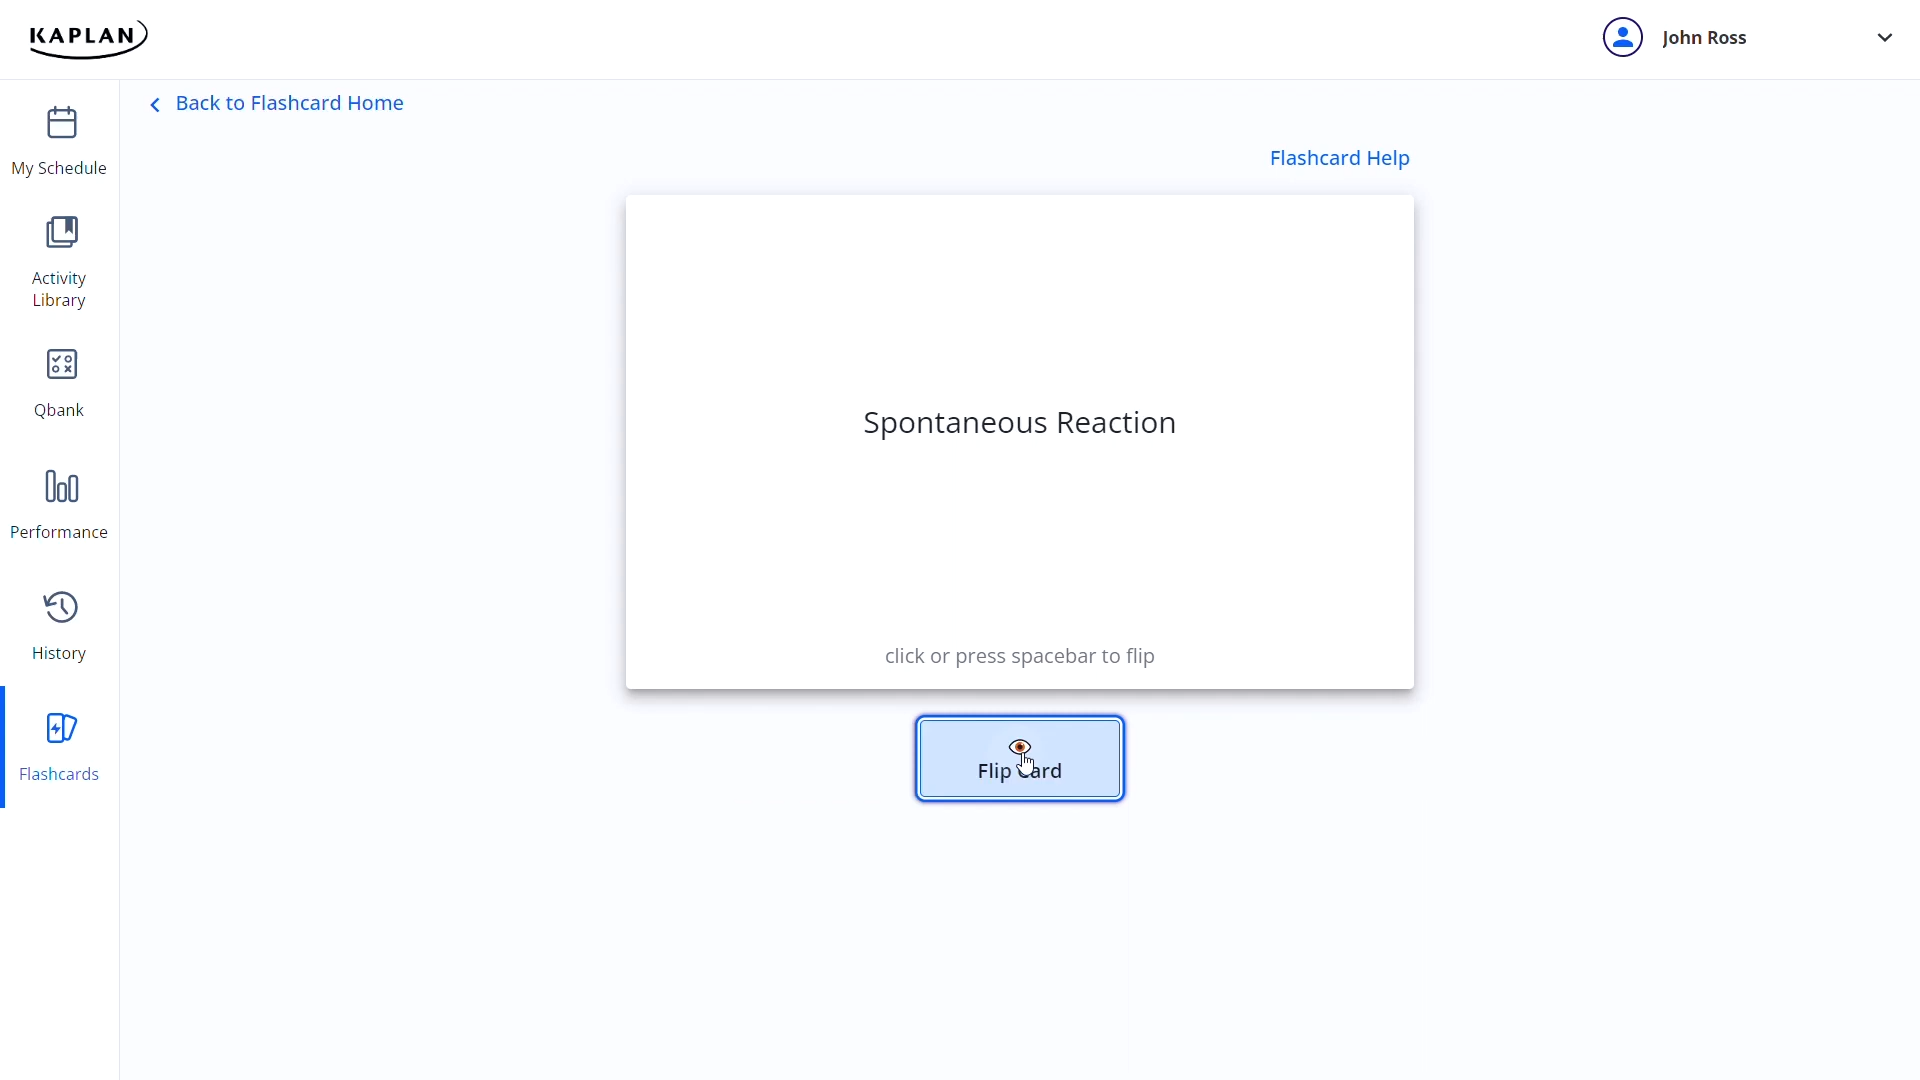 KAPLAN
John Ross
Back to Flashcard Home
My Schedule
Flashcard Help
Activity
Library
Spontaneous Reaction
Qbank
Performance
History
click or press spacebar to flip
Flashcards
Flip Card